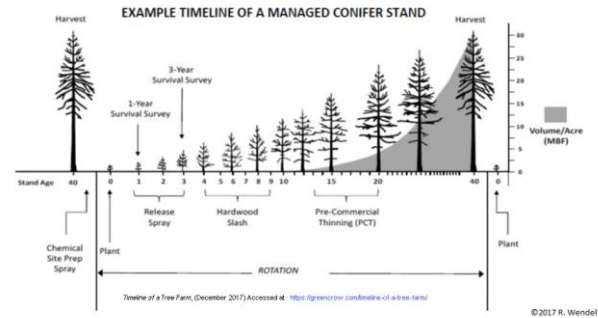 EXAMPLE TIMELINE OF A MANAGED CONIFER STAND
Harvest
Harvest
3-Year
Survival Survey
1-Year
Survival Survey
30
25
20
15
10
5
0
Volume/Acre
(MBF)
Stand Age 40 0 1 2 3 4 5 6 7 8 9 10 15 20 40 0
Release
Spray
Hardwood
Slash
Pre-Commercial
Thinning (PCT)
Chemical
Site Prep
Spray
Plant
Plant
ROTATION
Timeline of a Tree Farm, (December 2017) Accessed at https://greencrow.com/timeline-of-a-tree-farm/
©2017 R. Wendel